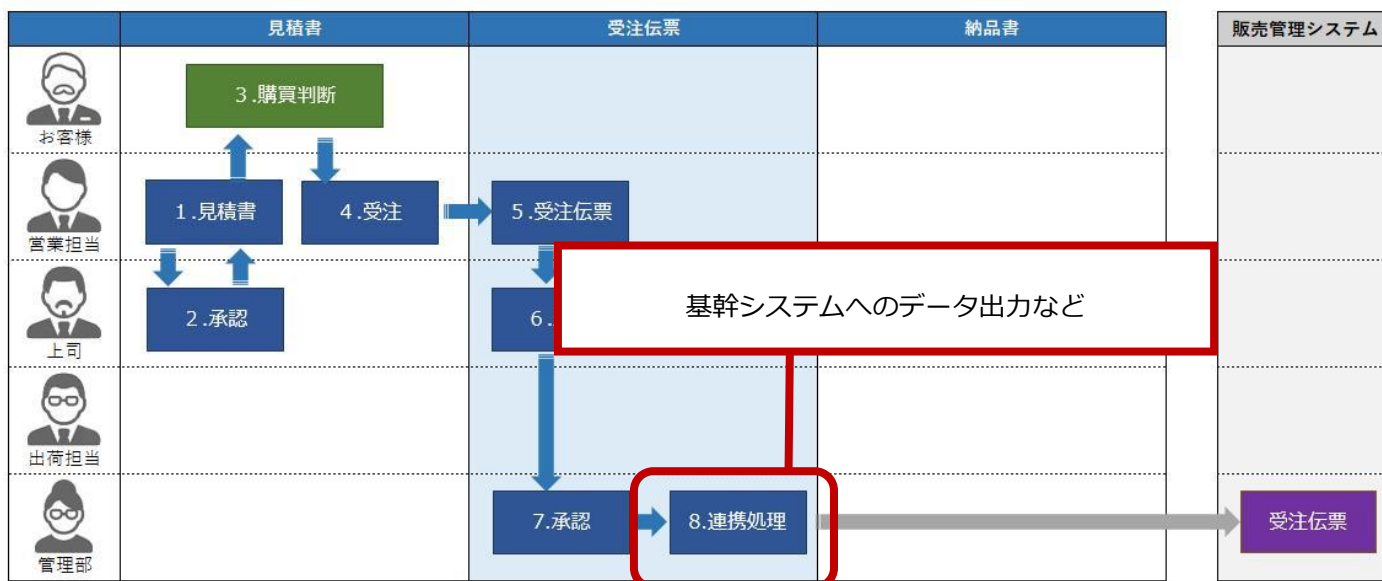 見積書
受注伝票
納品書
販売管理システム
お客様
3.購買判断
営業担当
1.見積書
4.受注
5.受注伝票
上司
2.承認
6.
基幹システムへのデータ出力など
出荷担当
管理部
7.承認
8.連携処理
受注伝票